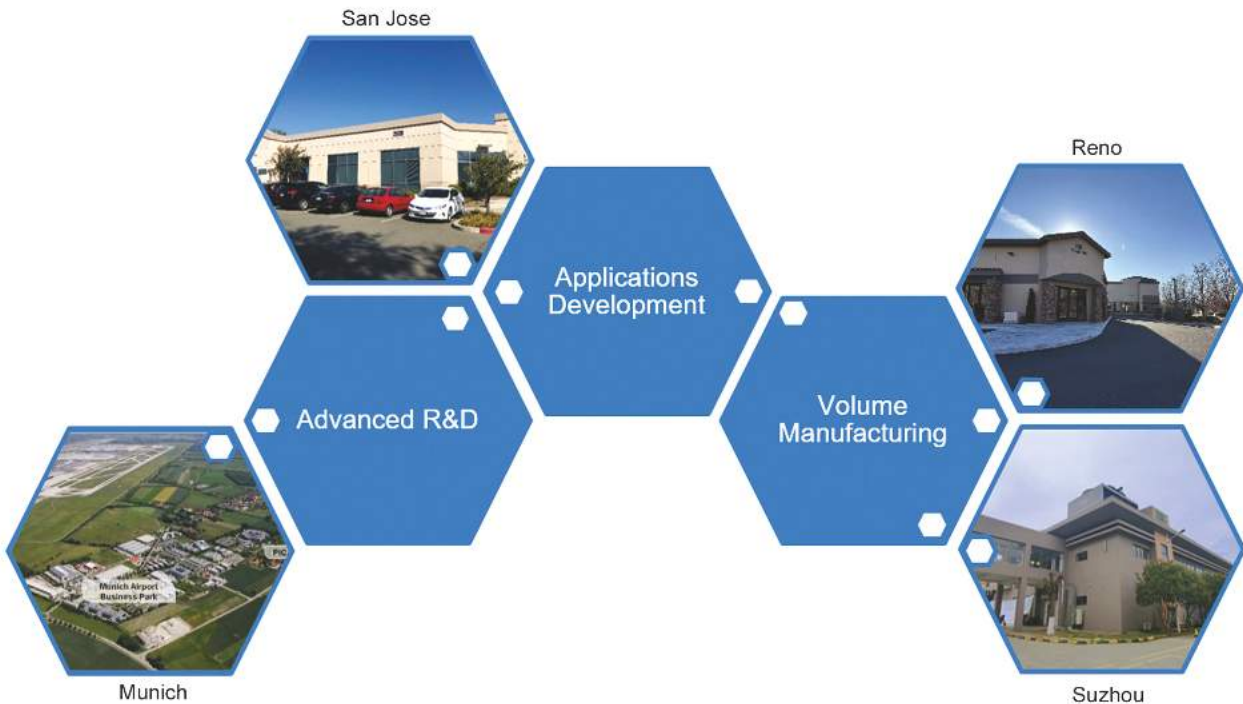 San Jose
Reno
Applications
Development
Advanced R&D
Volume
Manufacturing
PIC
Munich Airport
Business Park
Munich
Suzhou